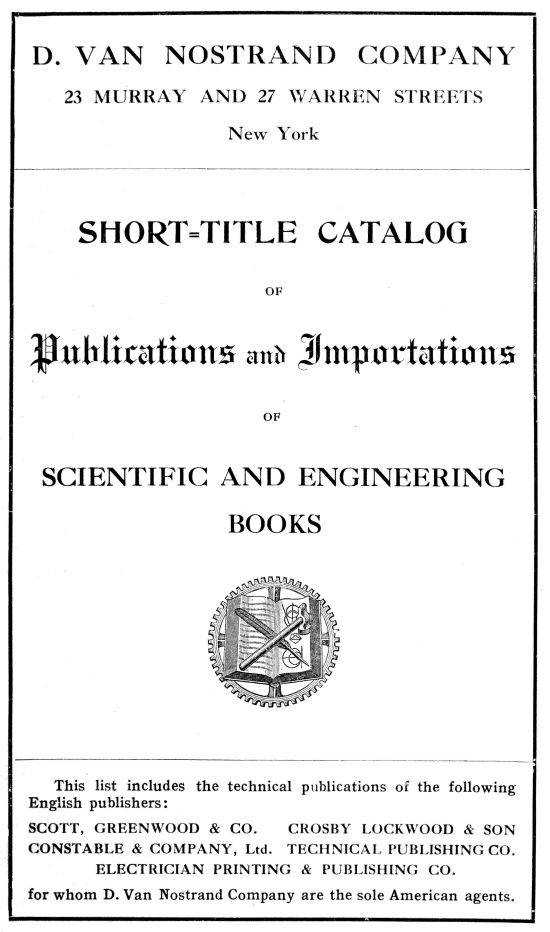 D. VAN NOSTRAND COMPANY
23 MURRAY AND 27 WARREN STREETS
New York
SHORT=TITLE CATALOG
OF
Publications and Importations
OF
SCIENTIFIC AND ENGINEERING
BOOKS
This list includes the technical publications of the following
English publishers:
SCOTT, GREENWOOD & CO. CROSBY LOCKWOOD & SON
CONSTABLE & COMPANY, Ltd. TECHNICAL PUBLISHING CO.
ELECTRICIAN PRINTING & PUBLISHING CO.
for whom D. Van Nostrand Company are the sole American agents.